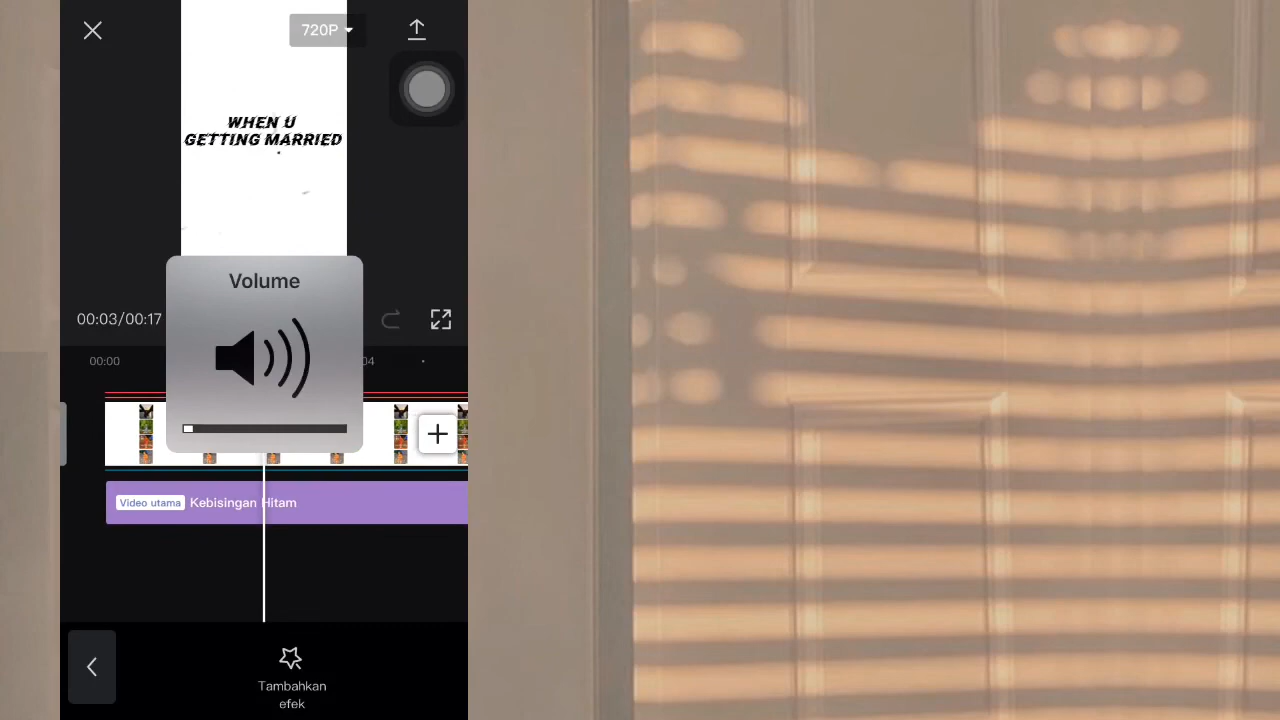 720P
WHEN U
GETTING MARRIED
Volume
00:03/00:17
00:00
04
Video utama Kebisingan Hitam
Tambahkan
efek